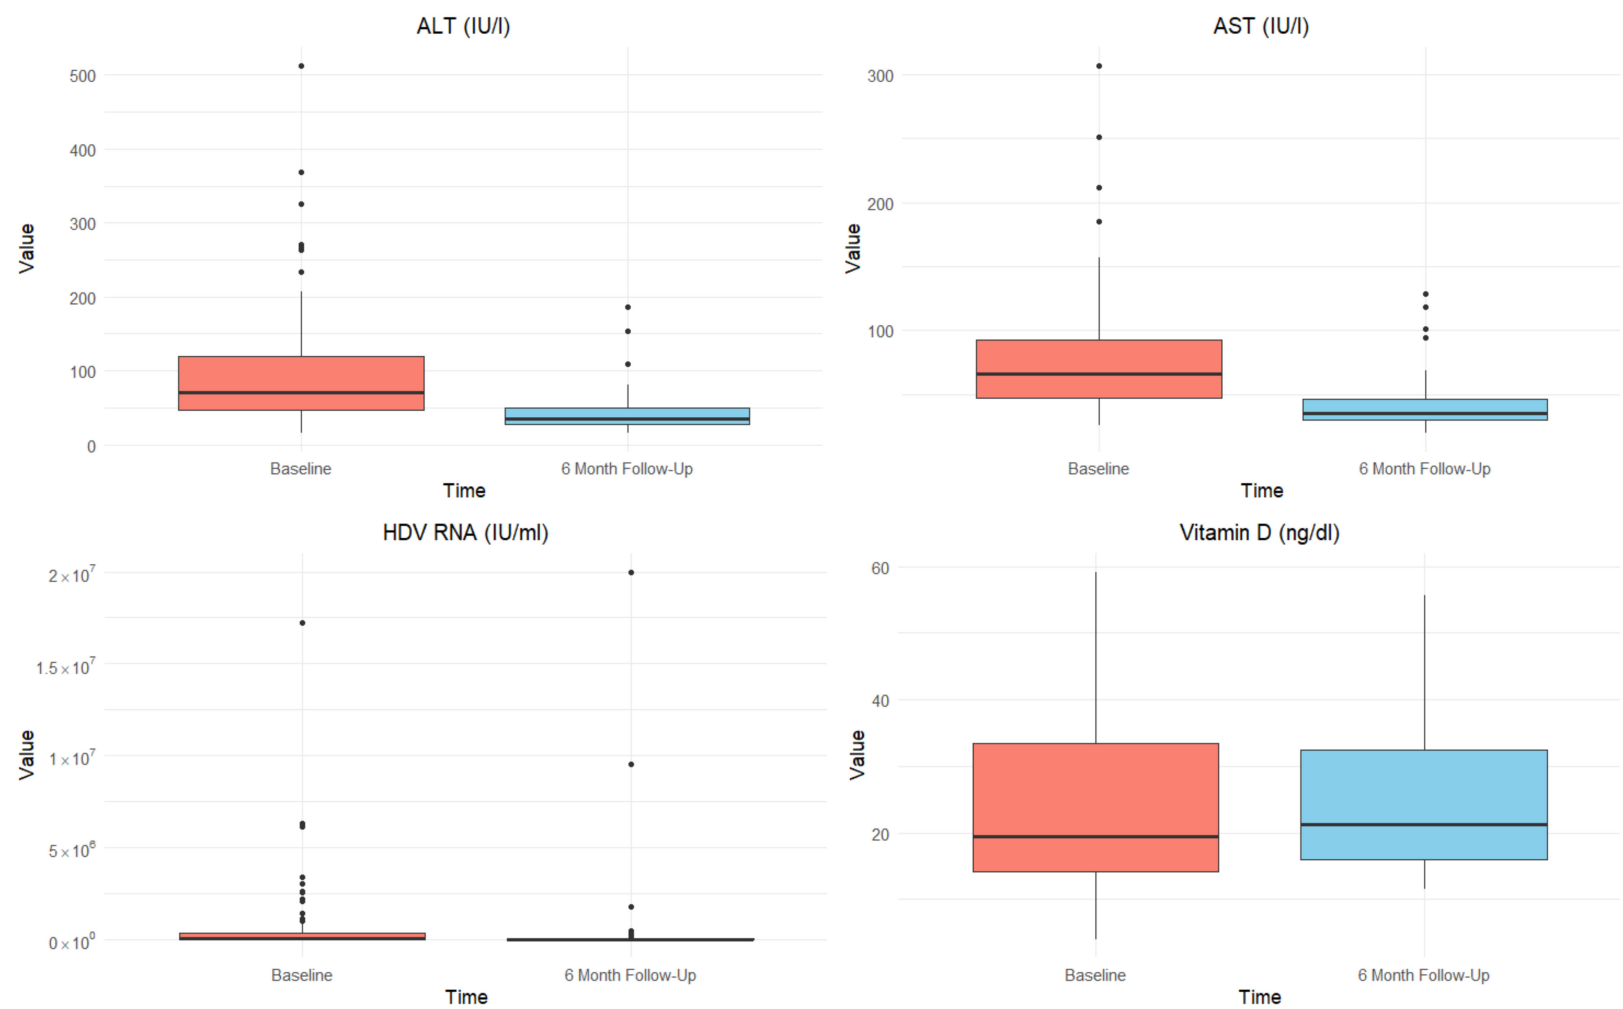 ALT (IU/l)
Value
500
400
300
200
100
0
Baseline
6 Month Follow-Up
Time
AST (IU/l)
Value
300
200
100
Baseline
6 Month Follow-Up
Time
HDV RNA (IU/ml)
Value
2×10⁷
1.5×10⁷
1×10⁷
5×10⁶
0×10⁰
Baseline
6 Month Follow-Up
Time
Vitamin D (ng/dl)
Value
60
40
20
Baseline
6 Month Follow-Up
Time